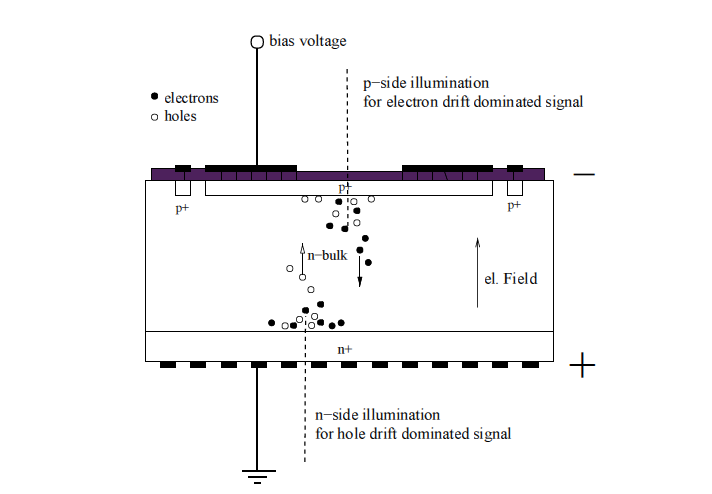 bias voltage
p−side illumination
for electron drift dominated signal
electrons
holes
−
p+
p+
p+
n−bulk
el. Field
n+
+
n−side illumination
for hole drift dominated signal